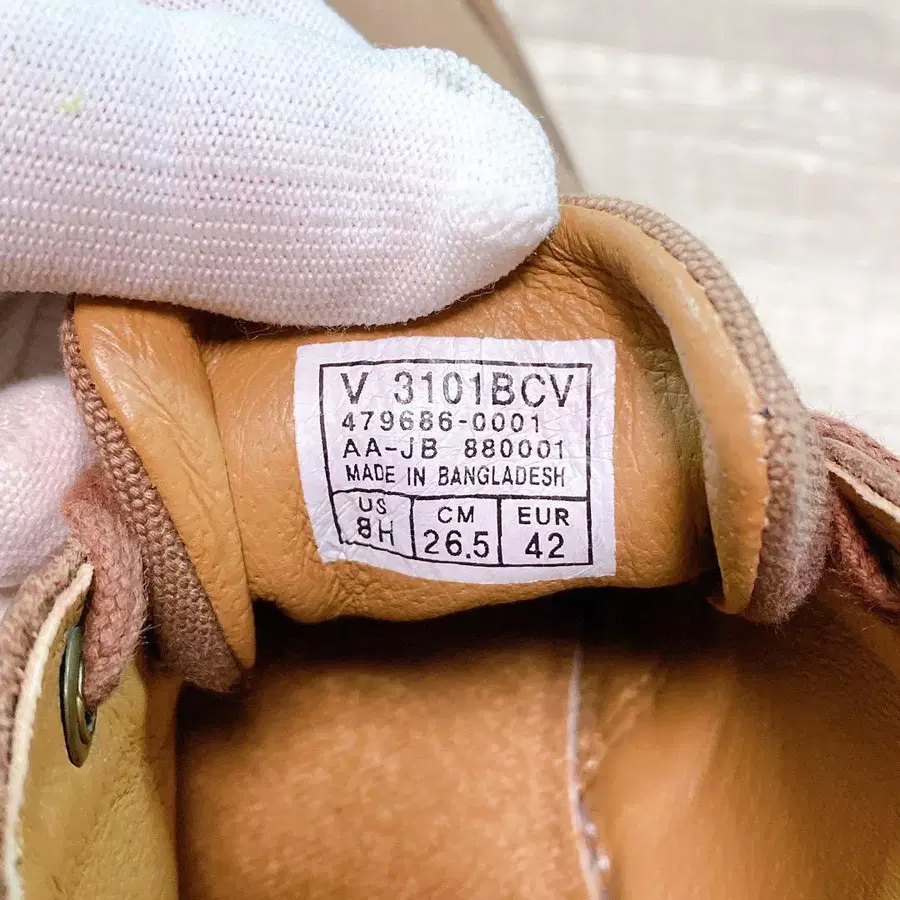 V 3101BCV
479686-0001
AA-JB 880001
MADE IN BANGLADESH
US CM EUR
8H 26.5 42